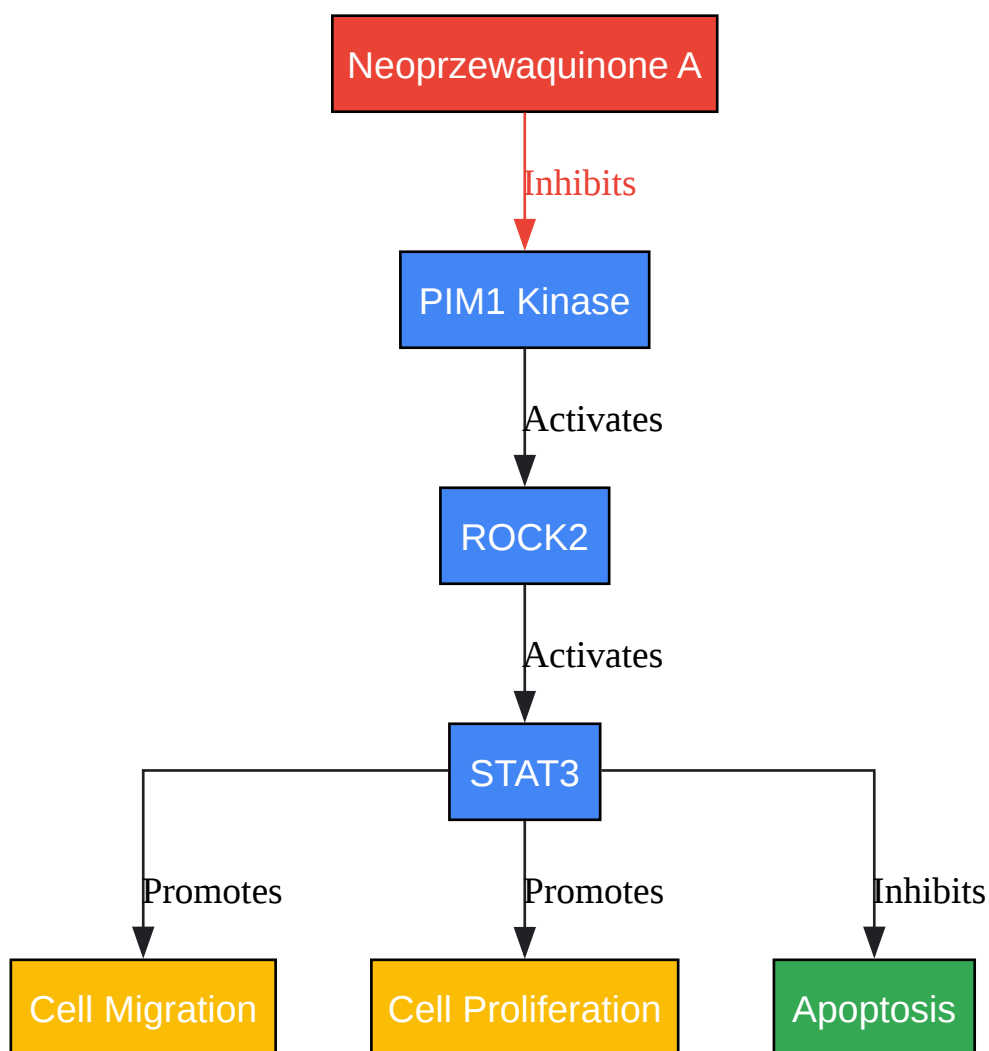 Neoprzewaquinone A
Inhibits
PIM1 Kinase
Activates
ROCK2
Activates
STAT3
Promotes
Promotes
Inhibits
Cell Migration
Cell Proliferation
Apoptosis